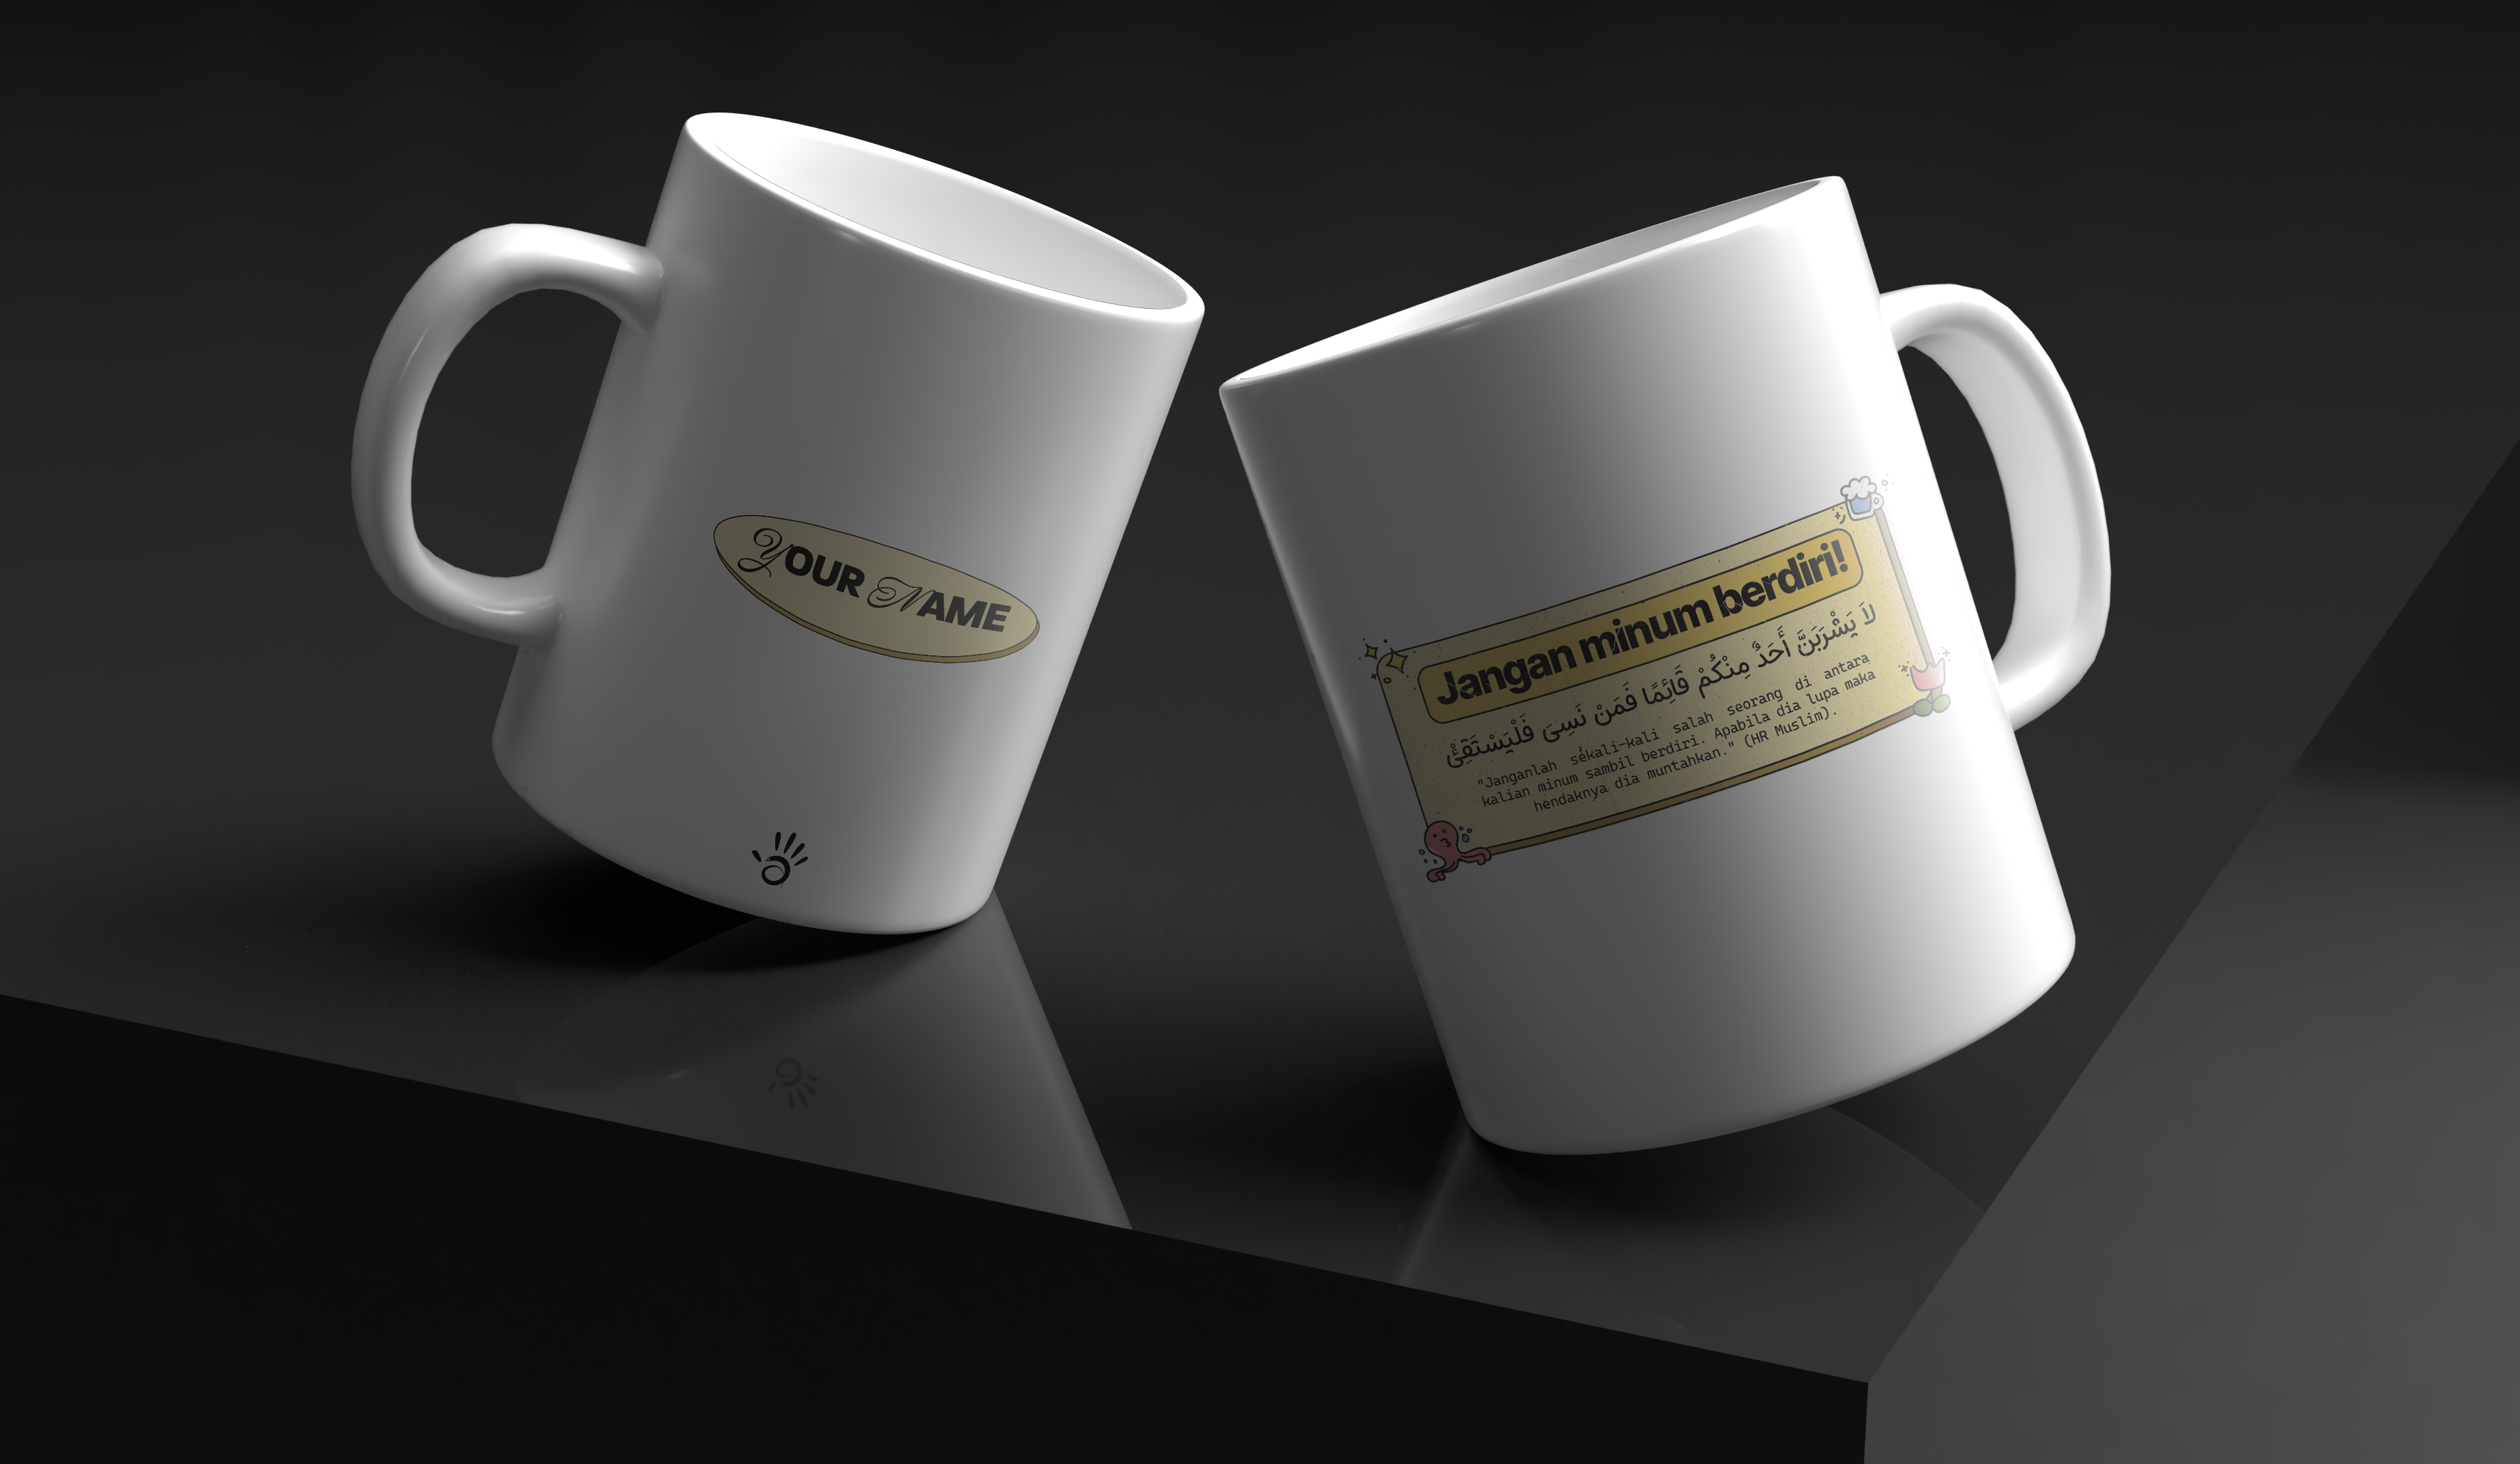 YOUR NAME
Jangan minum berdiri!
لاَ يَشْرَبَنَّ أَحَدٌ مِنْكُمْ قَائِمًا فَمَنْ نَسِىَ فَلْيَسْتَقِئْ
"Janganlah sekali-kali salah seorang di antara
kalian minum sambil berdiri. Apabila dia lupa maka
hendaknya dia muntahkan." (HR Muslim).